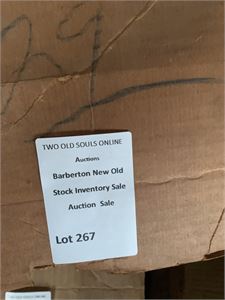 TWO OLD SOULS ONLINE
Auctions
Barberton New Old
Stock Inventory Sale
Auction Sale
Lot 267